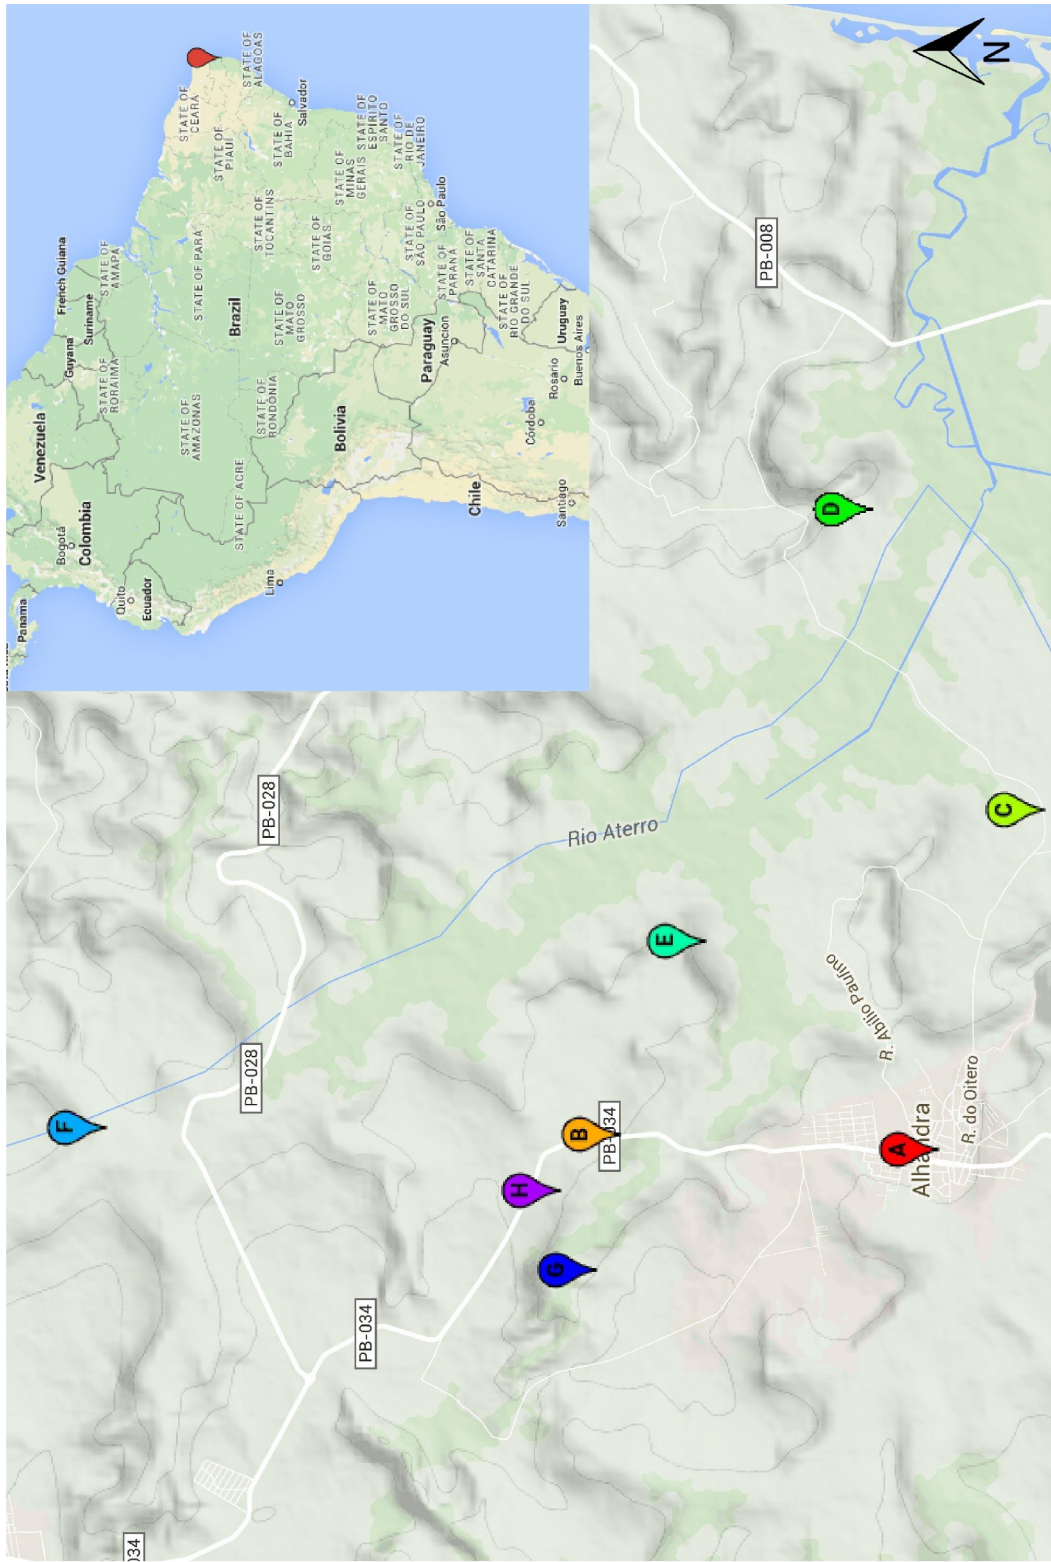 Venezuela
Guyana
Suriname
French Guiana
Panama
Bogotá
Colombia
Quito
Ecuador
STATE OF
RORAIMA
STATE OF
AMAPÁ
STATE OF
AMAZONAS
STATE OF PARÁ
STATE OF
CEARÁ
STATE OF
PIAUÍ
STATE OF
ALAGOAS
STATE OF ACRE
STATE OF
RONDÔNIA
STATE OF
TOCANTINS
STATE OF
BAHIA
Salvador
Lima
Brazil
STATE OF
MATO
GROSSO
STATE OF
GOIÁS
STATE OF
MINAS
GERAIS
STATE OF
ESPÍRITO
SANTO
Bolivia
STATE OF
MATO
GROSSO
DO SUL
STATE OF
SÃO PAULO
São Paulo
STATE OF
RIO DE
JANEIRO
Paraguay
Asuncion
STATE OF
PARANÁ
STATE OF
SANTA
CATARINA
STATE OF
RIO GRANDE
DO SUL
Chile
Santiago
Córdoba
Rosario
Buenos Aires
Uruguay
N
034
PB-034
PB-028
PB-028
PB-008
PB-034
Rio Aterro
R. Abílio Paulino
R. do Oitero
Alhandra
F
H
B
G
E
D
A
C